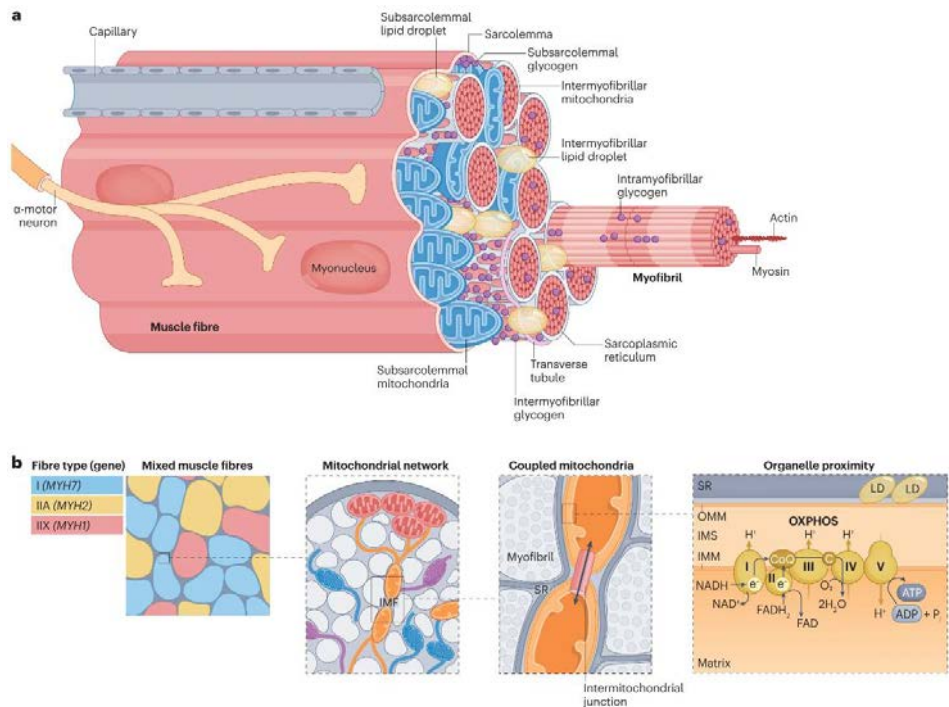 a
Capillary
Subsarcolemmal
lipid droplet
Sarcolemma
Subsarcolemmal
glycogen
Intermyofibrillar
mitochondria
Intermyofibrillar
lipid droplet
Intramyofibrillar
glycogen
Actin
Myosin
Myofibril
α-motor
neuron
Myonucleus
Muscle fibre
Subsarcolemmal
mitochondria
Sarcoplasmic
reticulum
Transverse
tubule
Intermyofibrillar
glycogen
b
Fibre type (gene)
I (MYH7)
IIA (MYH2)
IIX (MYH1)
Mixed muscle fibres
Mitochondrial network
IMF
Coupled mitochondria
Myofibril
SR
Intermitochondrial
junction
Organelle proximity
SR
LD LD
OMM
OXPHOS
IMS
H⁺ H⁺ H⁺
IMM
I II CoQ III C IV V
NADH
e⁻ e⁻
O₂
NAD⁺
FADH₂
FAD
2H₂O
H⁺
ATP
ADP + Pᵢ
Matrix